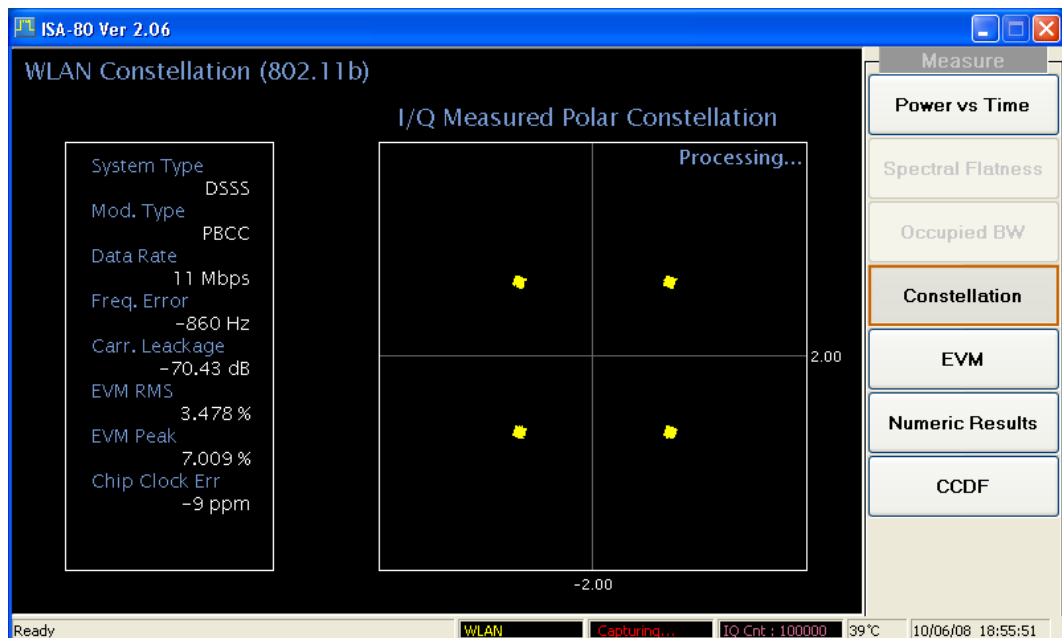 ISA-80 Ver 2.06
WLAN Constellation (802.11b)
I/Q Measured Polar Constellation
Processing...
System Type
DSSS
Mod. Type
PBCC
Data Rate
11 Mbps
Freq. Error
-860 Hz
Carr. Leackage
-70.43 dB
EVM RMS
3.478 %
EVM Peak
7.009 %
Chip Clock Err
-9 ppm
2.00
-2.00
Measure
Power vs Time
Spectral Flatness
Occupied BW
Constellation
EVM
Numeric Results
CCDF
Ready
WLAN
Capturing...
IQ Cnt : 100000
39℃
10/06/08 18:55:51